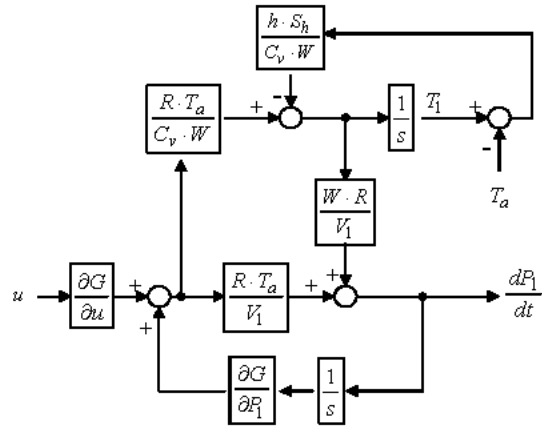 h · S_h / C_v · W
R · T_a / C_v · W
+ -
1 / s
T_1
+ -
T_a
W · R / V_1
u
∂G / ∂u
+ +
R · T_a / V_1
+ +
dP_1 / dt
∂G / ∂P_1
1 / s